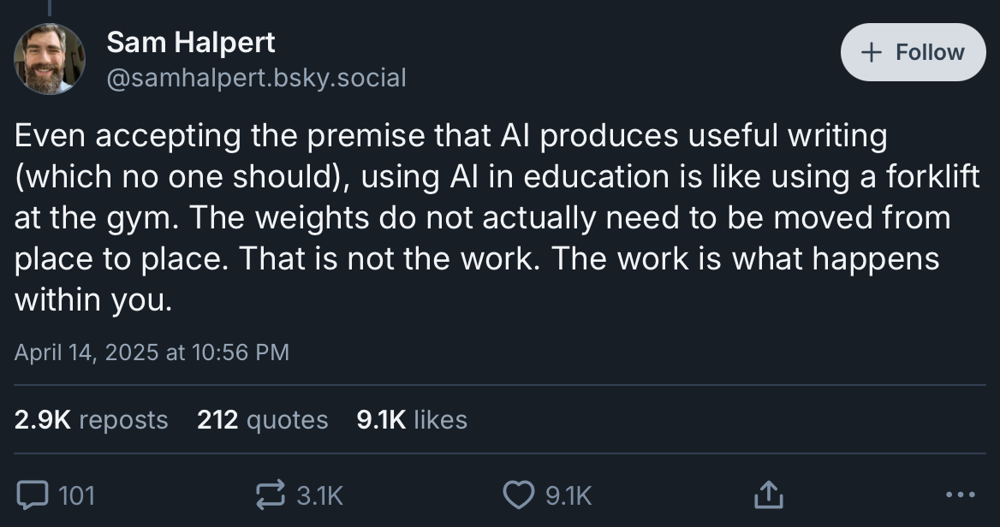 Sam Halpert
@samhalpert.bsky.social
+ Follow
Even accepting the premise that AI produces useful writing
(which no one should), using AI in education is like using a forklift
at the gym. The weights do not actually need to be moved from
place to place. That is not the work. The work is what happens
within you.
April 14, 2025 at 10:56 PM
2.9K reposts 212 quotes 9.1K likes
101 3.1K 9.1K